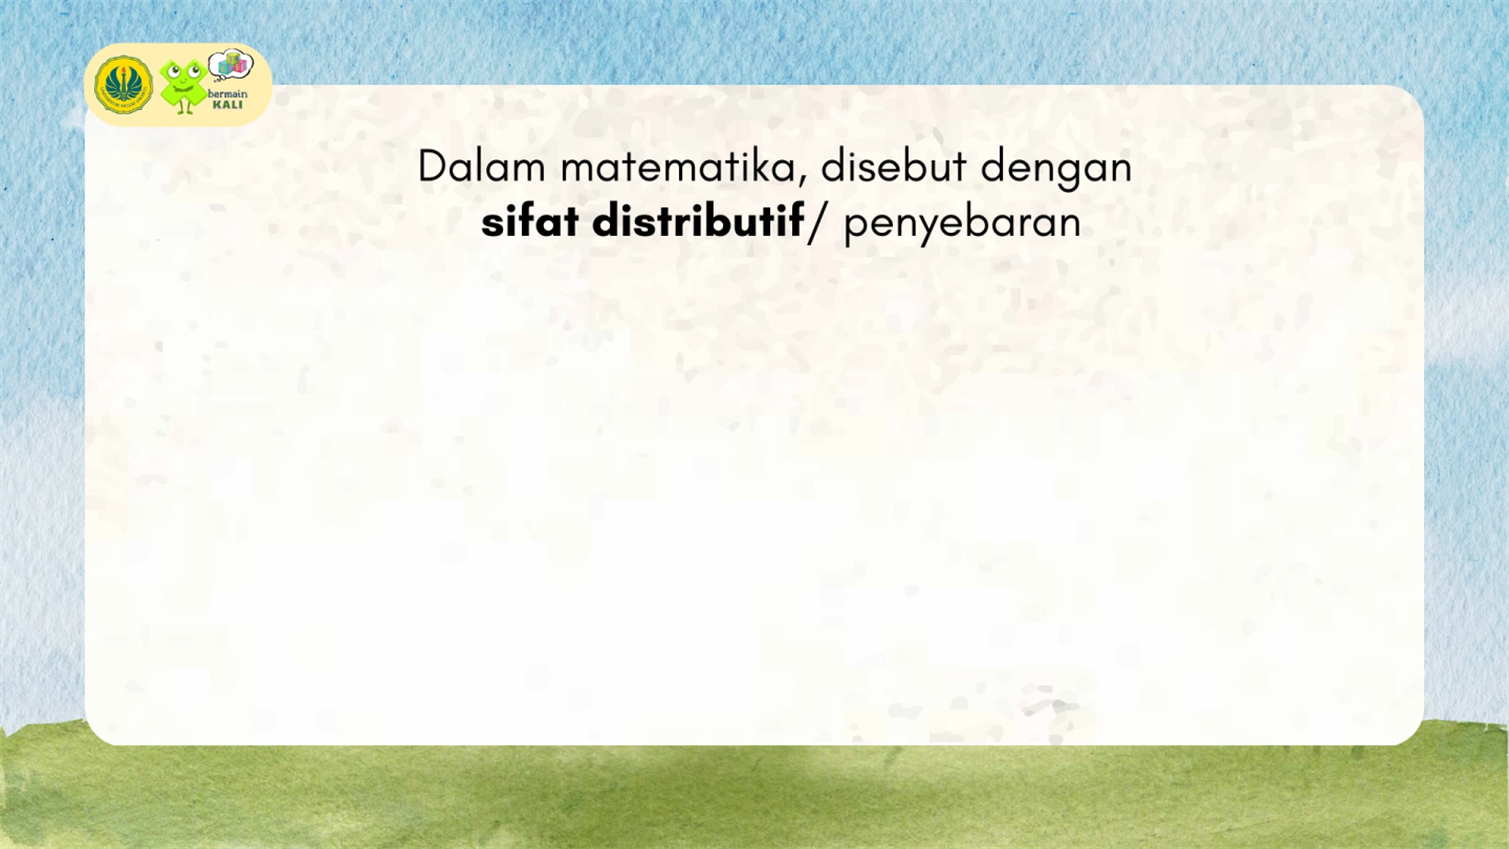 bermain
KALI
Dalam matematika, disebut dengan
sifat distributif/ penyebaran